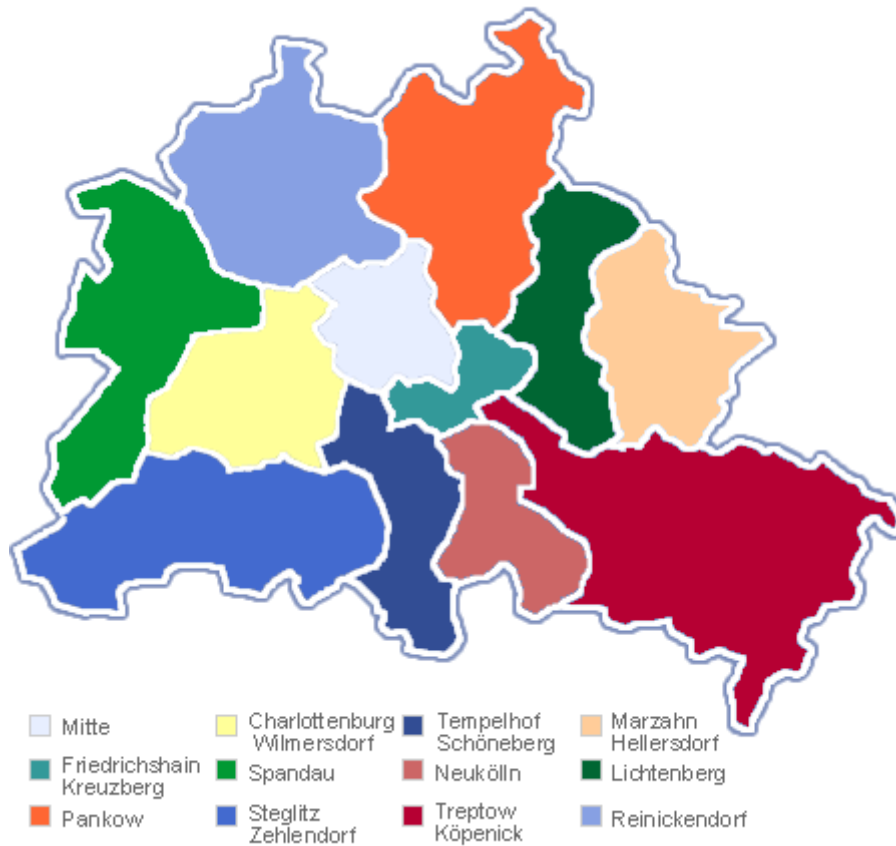 Mitte
Charlottenburg
Wilmersdorf
Tempelhof
Schöneberg
Marzahn
Hellersdorf
Friedrichshain
Kreuzberg
Spandau
Neukölln
Lichtenberg
Pankow
Steglitz
Zehlendorf
Treptow
Köpenick
Reinickendorf